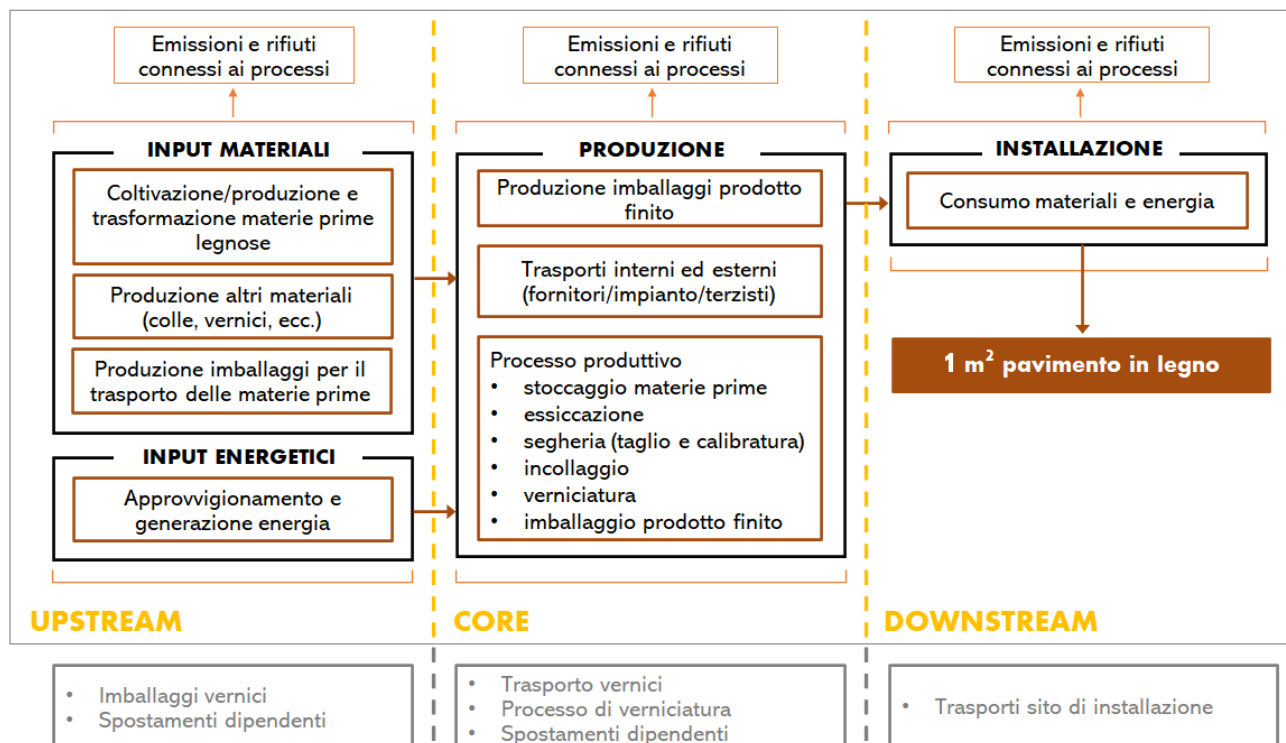 Emissioni e rifiuti
connessi ai processi
INPUT MATERIALI
Coltivazione/produzione e
trasformazione materie prime
legnose
Produzione altri materiali
(colle, vernici, ecc.)
Produzione imballaggi per il
trasporto delle materie prime
INPUT ENERGETICI
Approvvigionamento e
generazione energia
UPSTREAM
• Imballaggi vernici
• Spostamenti dipendenti
Emissioni e rifiuti
connessi ai processi
PRODUZIONE
Produzione imballaggi prodotto
finito
Trasporti interni ed esterni
(fornitori/impianto/terzisti)
Processo produttivo
• stoccaggio materie prime
• essiccazione
• segheria (taglio e calibratura)
• incollaggio
• verniciatura
• imballaggio prodotto finito
CORE
• Trasporto vernici
• Processo di verniciatura
• Spostamenti dipendenti
Emissioni e rifiuti
connessi ai processi
INSTALLAZIONE
Consumo materiali e energia
1 m² pavimento in legno
DOWNSTREAM
• Trasporti sito di installazione